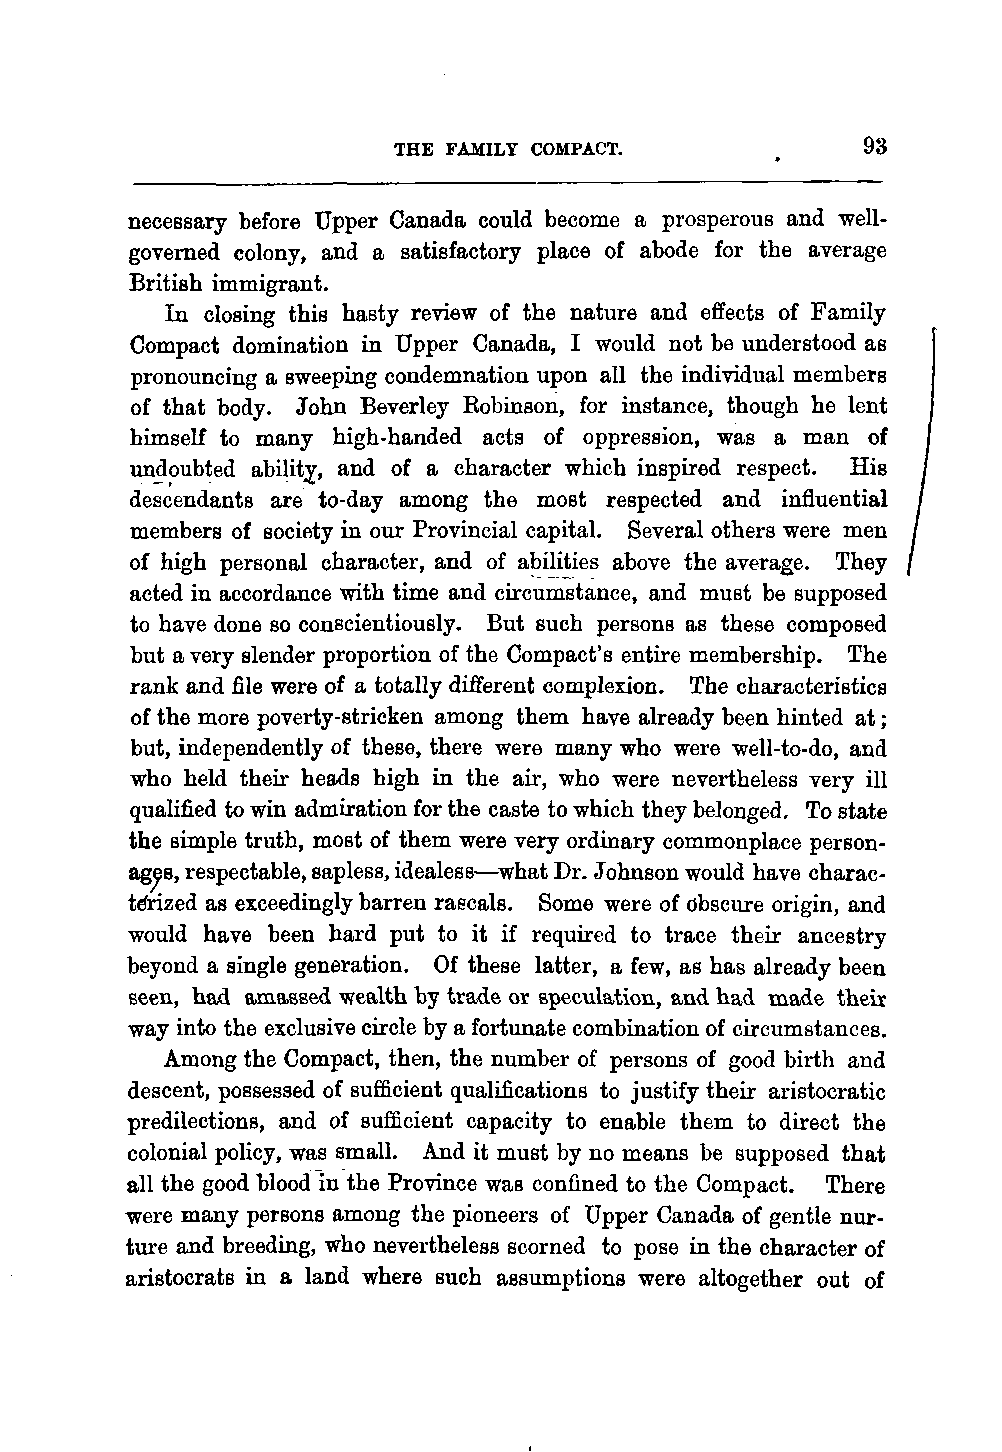 THE FAMILY COMPACT. 93
necessary before Upper Canada could become a prosperous and well-
governed colony, and a satisfactory place of abode for the average
British immigrant.
In closing this hasty review of the nature and effects of Family
Compact domination in Upper Canada, I would not be understood as
pronouncing a sweeping condemnation upon all the individual members
of that body. John Beverley Robinson, for instance, though he lent
himself to many high-handed acts of oppression, was a man of
undoubted ability, and of a character which inspired respect. His
descendants are to-day among the most respected and influential
members of society in our Provincial capital. Several others were men
of high personal character, and of abilities above the average. They
acted in accordance with time and circumstance, and must be supposed
to have done so conscientiously. But such persons as these composed
but a very slender proportion of the Compact's entire membership. The
rank and file were of a totally different complexion. The characteristics
of the more poverty-stricken among them have already been hinted at;
but, independently of these, there were many who were well-to-do, and
who held their heads high in the air, who were nevertheless very ill
qualified to win admiration for the caste to which they belonged. To state
the simple truth, most of them were very ordinary commonplace person-
ages, respectable, sapless, idealess—what Dr. Johnson would have charac-
terized as exceedingly barren rascals. Some were of obscure origin, and
would have been hard put to it if required to trace their ancestry
beyond a single generation. Of these latter, a few, as has already been
seen, had amassed wealth by trade or speculation, and had made their
way into the exclusive circle by a fortunate combination of circumstances.
Among the Compact, then, the number of persons of good birth and
descent, possessed of sufficient qualifications to justify their aristocratic
predilections, and of sufficient capacity to enable them to direct the
colonial policy, was small. And it must by no means be supposed that
all the good blood in the Province was confined to the Compact. There
were many persons among the pioneers of Upper Canada of gentle nur-
ture and breeding, who nevertheless scorned to pose in the character of
aristocrats in a land where such assumptions were altogether out of